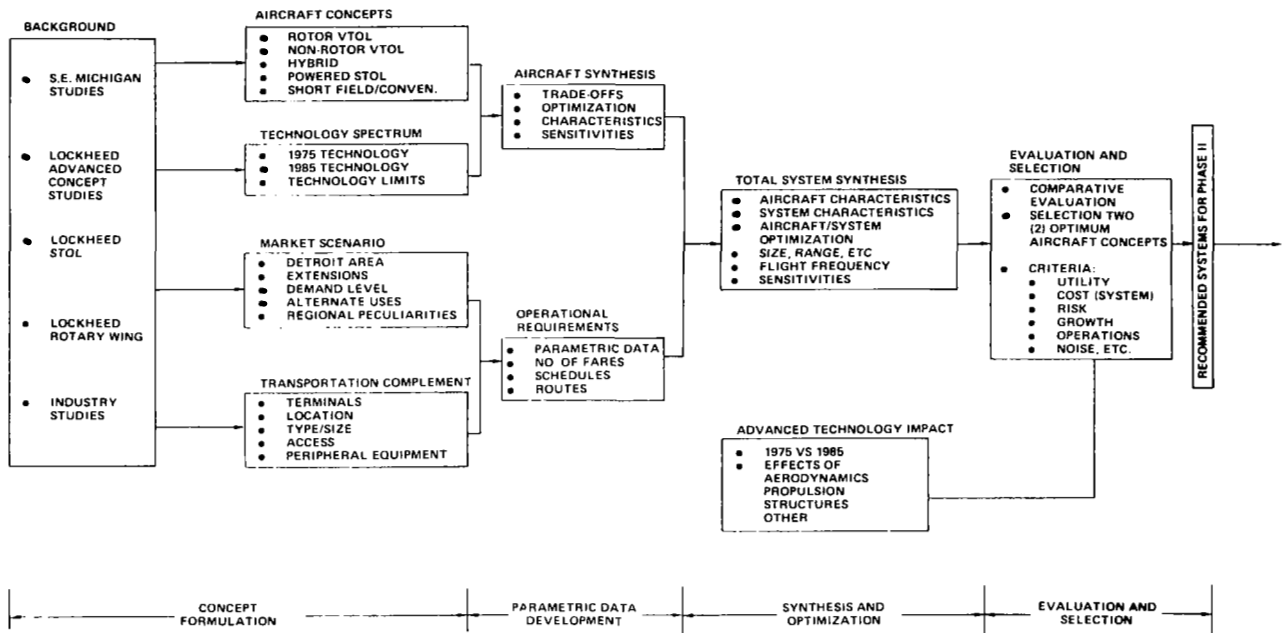 BACKGROUND
● S.E. MICHIGAN
STUDIES
● LOCKHEED
ADVANCED
CONCEPT
STUDIES
● LOCKHEED
STOL
● LOCKHEED
ROTARY WING
● INDUSTRY
STUDIES
AIRCRAFT CONCEPTS
● ROTOR VTOL
● NON-ROTOR VTOL
● HYBRID
● POWERED STOL
● SHORT FIELD/CONVEN.
TECHNOLOGY SPECTRUM
● 1975 TECHNOLOGY
● 1985 TECHNOLOGY
● TECHNOLOGY LIMITS
MARKET SCENARIO
● DETROIT AREA
● EXTENSIONS
● DEMAND LEVEL
● ALTERNATE USES
● REGIONAL PECULIARITIES
TRANSPORTATION COMPLEMENT
● TERMINALS
● LOCATION
● TYPE/SIZE
● ACCESS
● PERIPHERAL EQUIPMENT
AIRCRAFT SYNTHESIS
● TRADE-OFFS
● OPTIMIZATION
● CHARACTERISTICS
● SENSITIVITIES
OPERATIONAL
REQUIREMENTS
● PARAMETRIC DATA
● NO OF FARES
● SCHEDULES
● ROUTES
TOTAL SYSTEM SYNTHESIS
● AIRCRAFT CHARACTERISTICS
● SYSTEM CHARACTERISTICS
● AIRCRAFT/SYSTEM
OPTIMIZATION
● SIZE, RANGE, ETC
● FLIGHT FREQUENCY
● SENSITIVITIES
ADVANCED TECHNOLOGY IMPACT
● 1975 VS 1985
● EFFECTS OF
AERODYNAMICS
PROPULSION
STRUCTURES
OTHER
EVALUATION AND
SELECTION
● COMPARATIVE
EVALUATION
● SELECTION TWO
(2) OPTIMUM
AIRCRAFT CONCEPTS
● CRITERIA:
● UTILITY
● COST (SYSTEM)
● RISK
● GROWTH
● OPERATIONS
● NOISE, ETC.
RECOMMENDED SYSTEMS FOR PHASE II
CONCEPT
FORMULATION
PARAMETRIC DATA
DEVELOPMENT
SYNTHESIS AND
OPTIMIZATION
EVALUATION AND
SELECTION